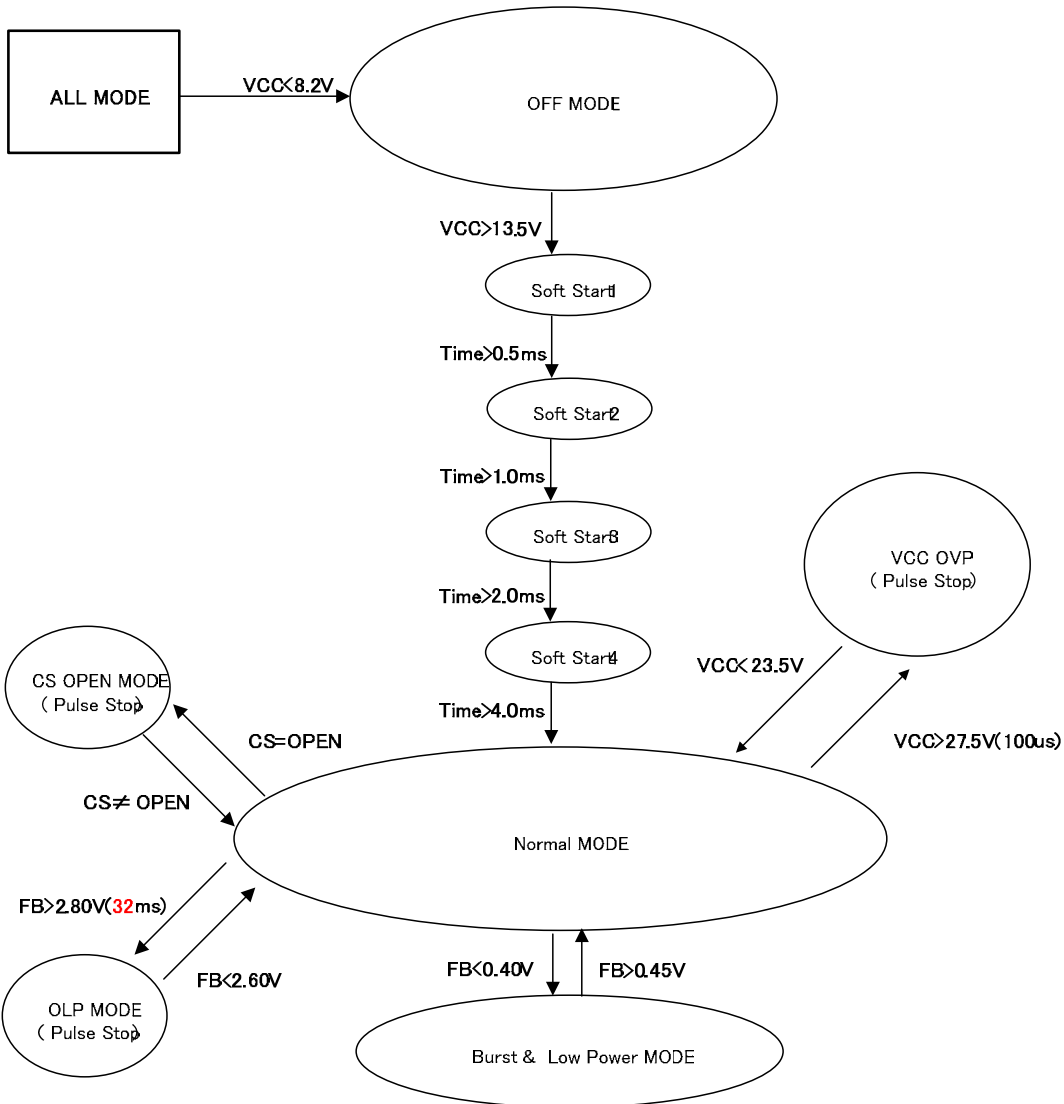 ALL MODE
VCC<8.2V
OFF MODE
VCC>13.5V
Soft Start1
Time>0.5ms
Soft Start2
Time>1.0ms
Soft Start3
Time>2.0ms
Soft Start4
Time>4.0ms
VCC OVP
( Pulse Stop)
VCC<23.5V
VCC>27.5V(100us)
CS OPEN MODE
( Pulse Stop)
CS=OPEN
CS≠ OPEN
Normal MODE
FB>2.80V(32ms)
FB<2.60V
OLP MODE
( Pulse Stop)
FB<0.40V
FB>0.45V
Burst & Low Power MODE